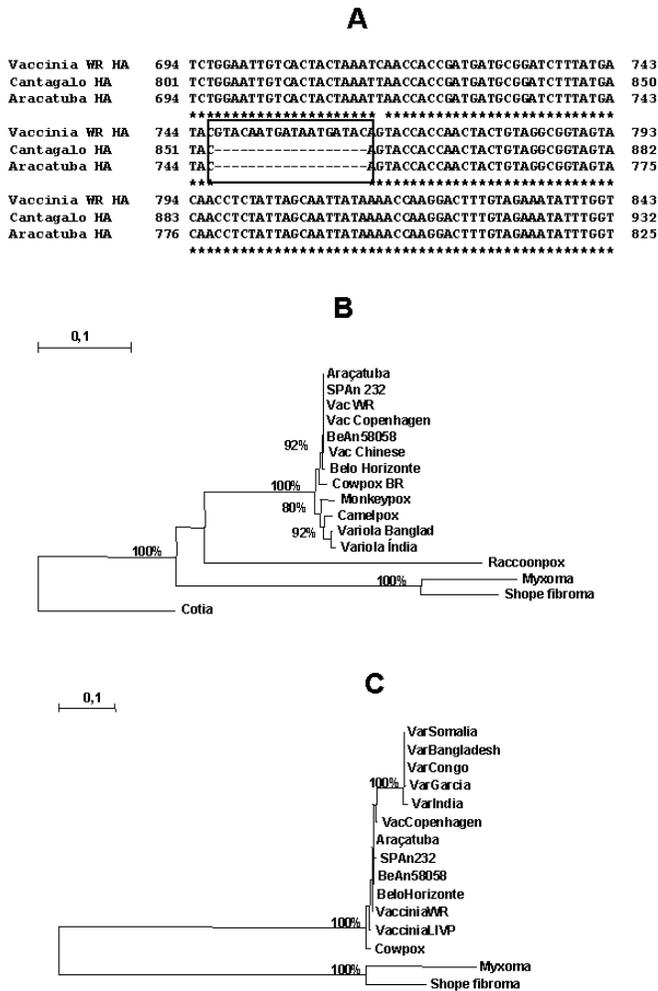 A
Vaccinia WR HA 694 TCTGGAATTGTCACTACTAAATCAACCACCGATGATGCGGATCTTTATGA 743
Cantagalo HA 801 TCTGGAATTGTCACTACTAAATTAACCACCGATGATGCGGATCTTTATGA 850
Aracatuba HA 694 TCTGGAATTGTCACTACTAAATTAACCACCGATGATGCGGATCTTTATGA 743
********************** ***************************
Vaccinia WR HA 744 TACGTACAATGATAATGATACAGTACCACCAACTACTGTAGGCGGTAGTA 793
Cantagalo HA 851 TAC------------------AGTACCACCAACTACTGTAGGCGGTAGTA 882
Aracatuba HA 744 TAC------------------AGTACCACCAACTACTGTAGGCGGTAGTA 775
***                  *****************************
Vaccinia WR HA 794 CAACCTCTATTAGCAATTATAAAACCAAGGACTTTGTAGAAATATTTGGT 843
Cantagalo HA 883 CAACCTCTATTAGCAATTATAAAACCAAGGACTTTGTAGAAATATTTGGT 932
Aracatuba HA 776 CAACCTCTATTAGCAATTATAAAACCAAGGACTTTGTAGAAATATTTGGT 825
**************************************************
B
0,1
Araçatuba
SPAn 232
Vac WR
Vac Copenhagen
BeAn58058
92%
Vac Chinese
Belo Horizonte
100%
Cowpox BR
Monkeypox
80%
Camelpox
92%
Variola Banglad
Variola Índia
100%
Raccoonpox
100%
Myxoma
Shope fibroma
Cotia
C
0,1
VarSomalia
VarBangladesh
VarCongo
100%
VarGarcia
VarIndia
VacCopenhagen
Araçatuba
SPAn232
BeAn58058
BeloHorizonte
VacciniaWR
100%
VacciniaLIVP
Cowpox
100%
Myxoma
Shope fibroma